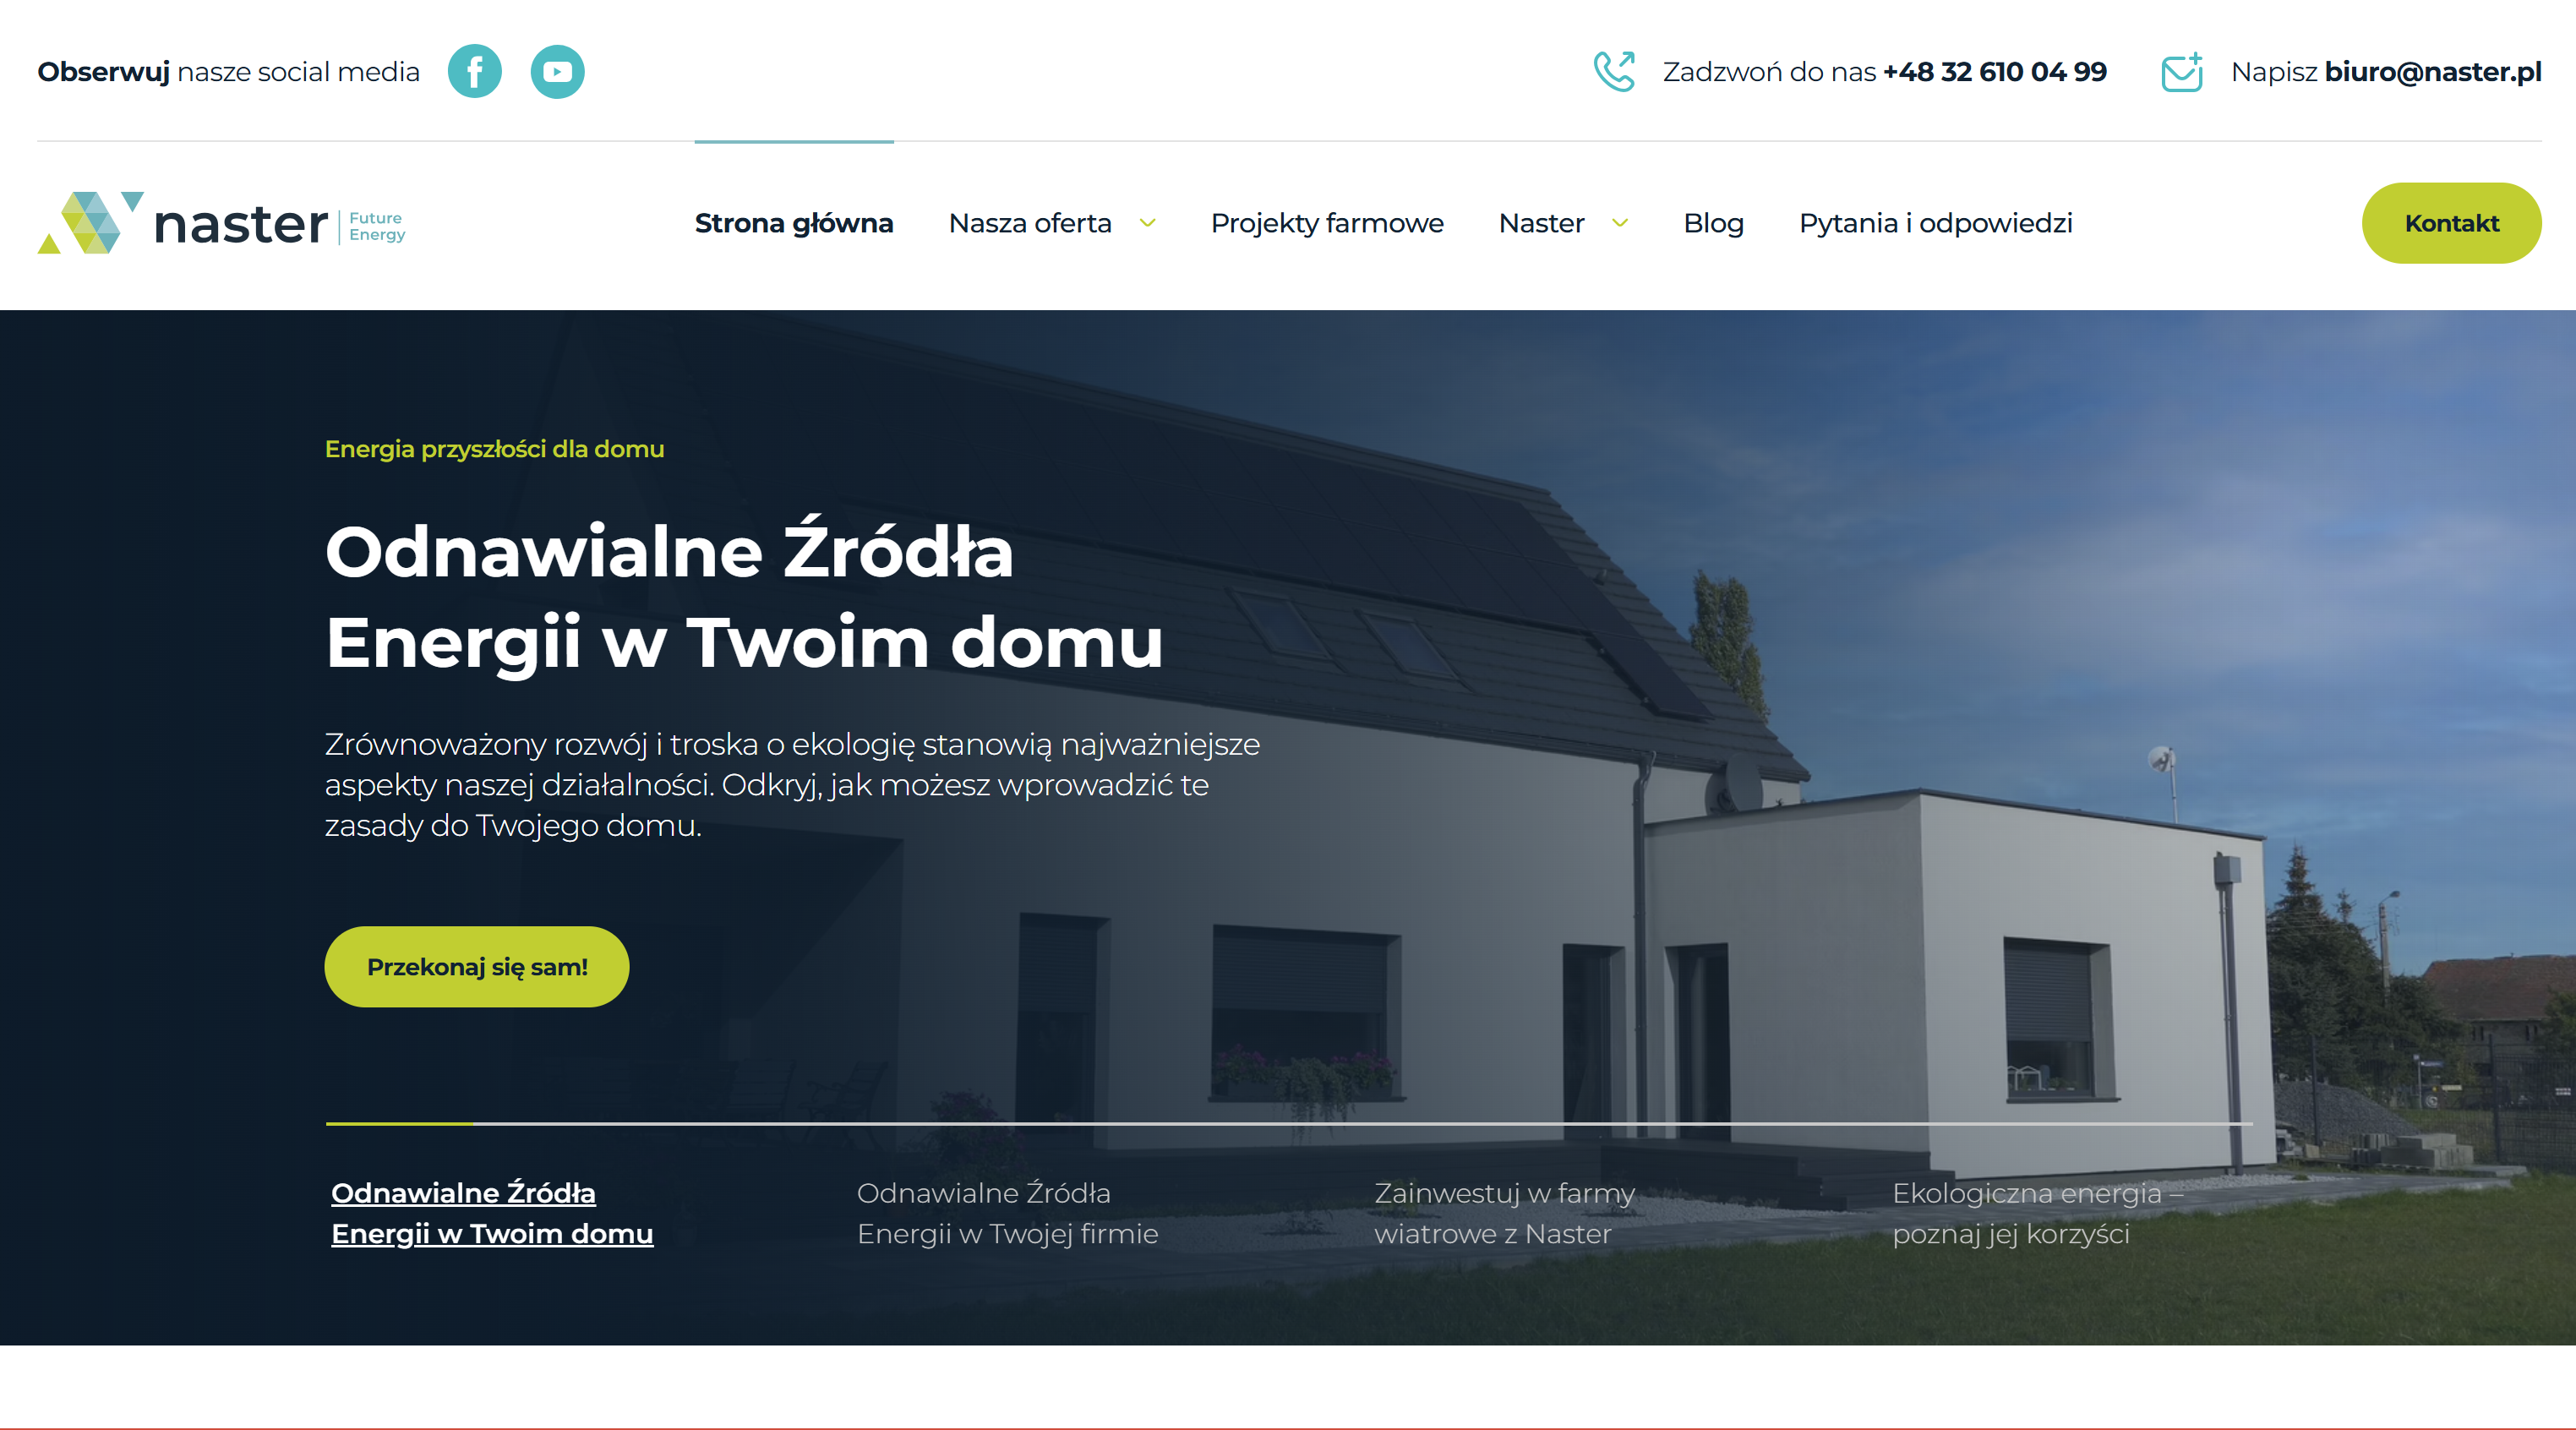 Obserwuj nasze social media
Zadzwoń do nas +48 32 610 04 99
Napisz biuro@naster.pl
naster
Future
Energy
Strona główna
Nasza oferta
Projekty farmowe
Naster
Blog
Pytania i odpowiedzi
Kontakt
Energia przyszłości dla domu
Odnawialne Źródła
Energii w Twoim domu
Zrównoważony rozwój i troska o ekologię stanowią najważniejsze
aspekty naszej działalności. Odkryj, jak możesz wprowadzić te
zasady do Twojego domu.
Przekonaj się sam!
Odnawialne Źródła
Energii w Twoim domu
Odnawialne Źródła
Energii w Twojej firmie
Zainwestuj w farmy
wiatrowe z Naster
Ekologiczna energia –
poznaj jej korzyści